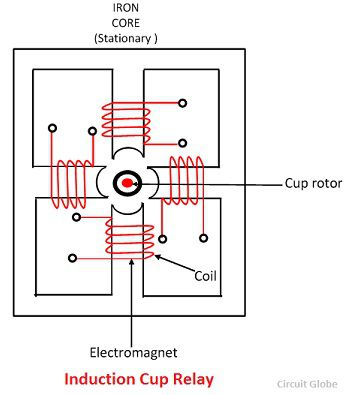 IRON
CORE
(Stationary )
Cup rotor
Coil
Electromagnet
Induction Cup Relay
Circuit Globe